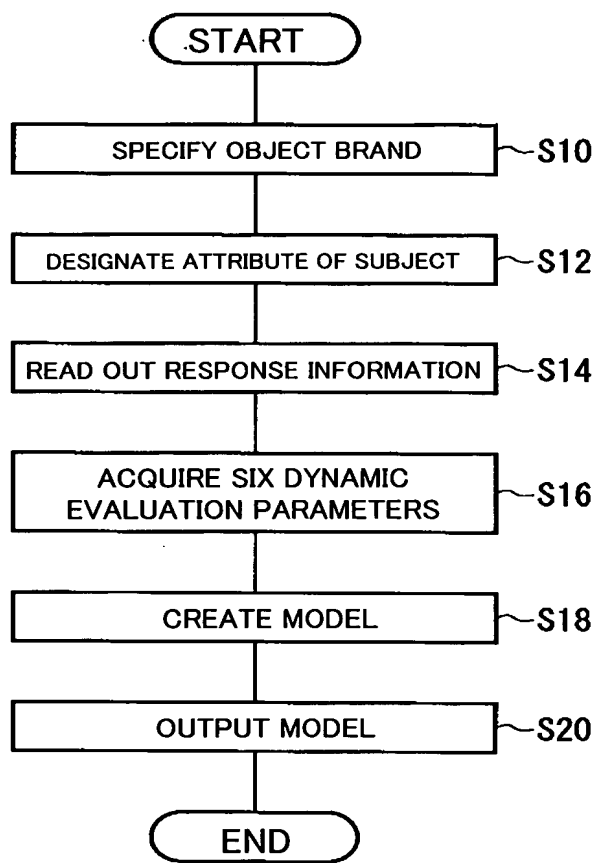 START
SPECIFY OBJECT BRAND
S10
DESIGNATE ATTRIBUTE OF SUBJECT
S12
READ OUT RESPONSE INFORMATION
S14
ACQUIRE SIX DYNAMIC
EVALUATION PARAMETERS
S16
CREATE MODEL
S18
OUTPUT MODEL
S20
END